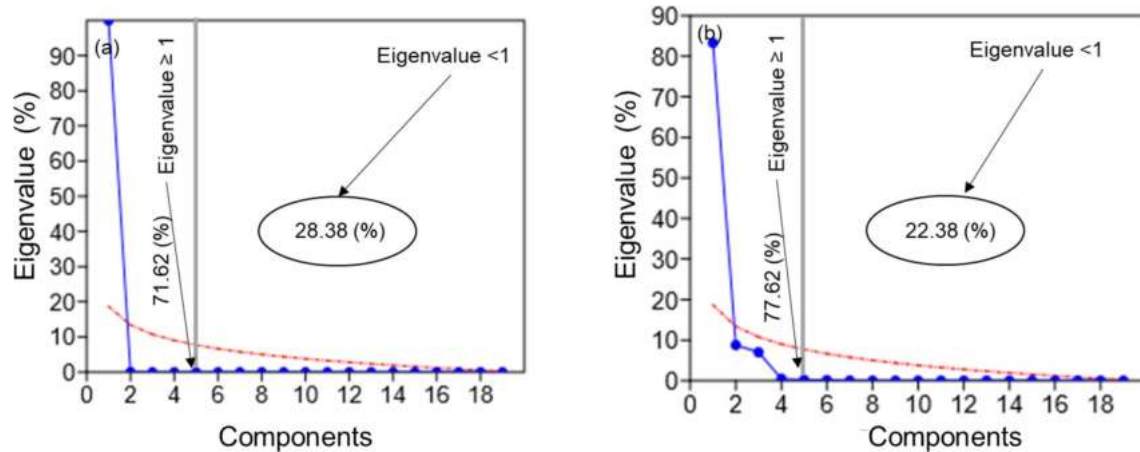 (a)
Eigenvalue (%)
90
80
70
60
50
40
30
20
10
0
0 2 4 6 8 10 12 14 16 18
Components
Eigenvalue ≥ 1
71.62 (%)
Eigenvalue <1
28.38 (%)
(b)
Eigenvalue (%)
90
80
70
60
50
40
30
20
10
0
0 2 4 6 8 10 12 14 16 18
Components
Eigenvalue ≥ 1
77.62 (%)
Eigenvalue <1
22.38 (%)